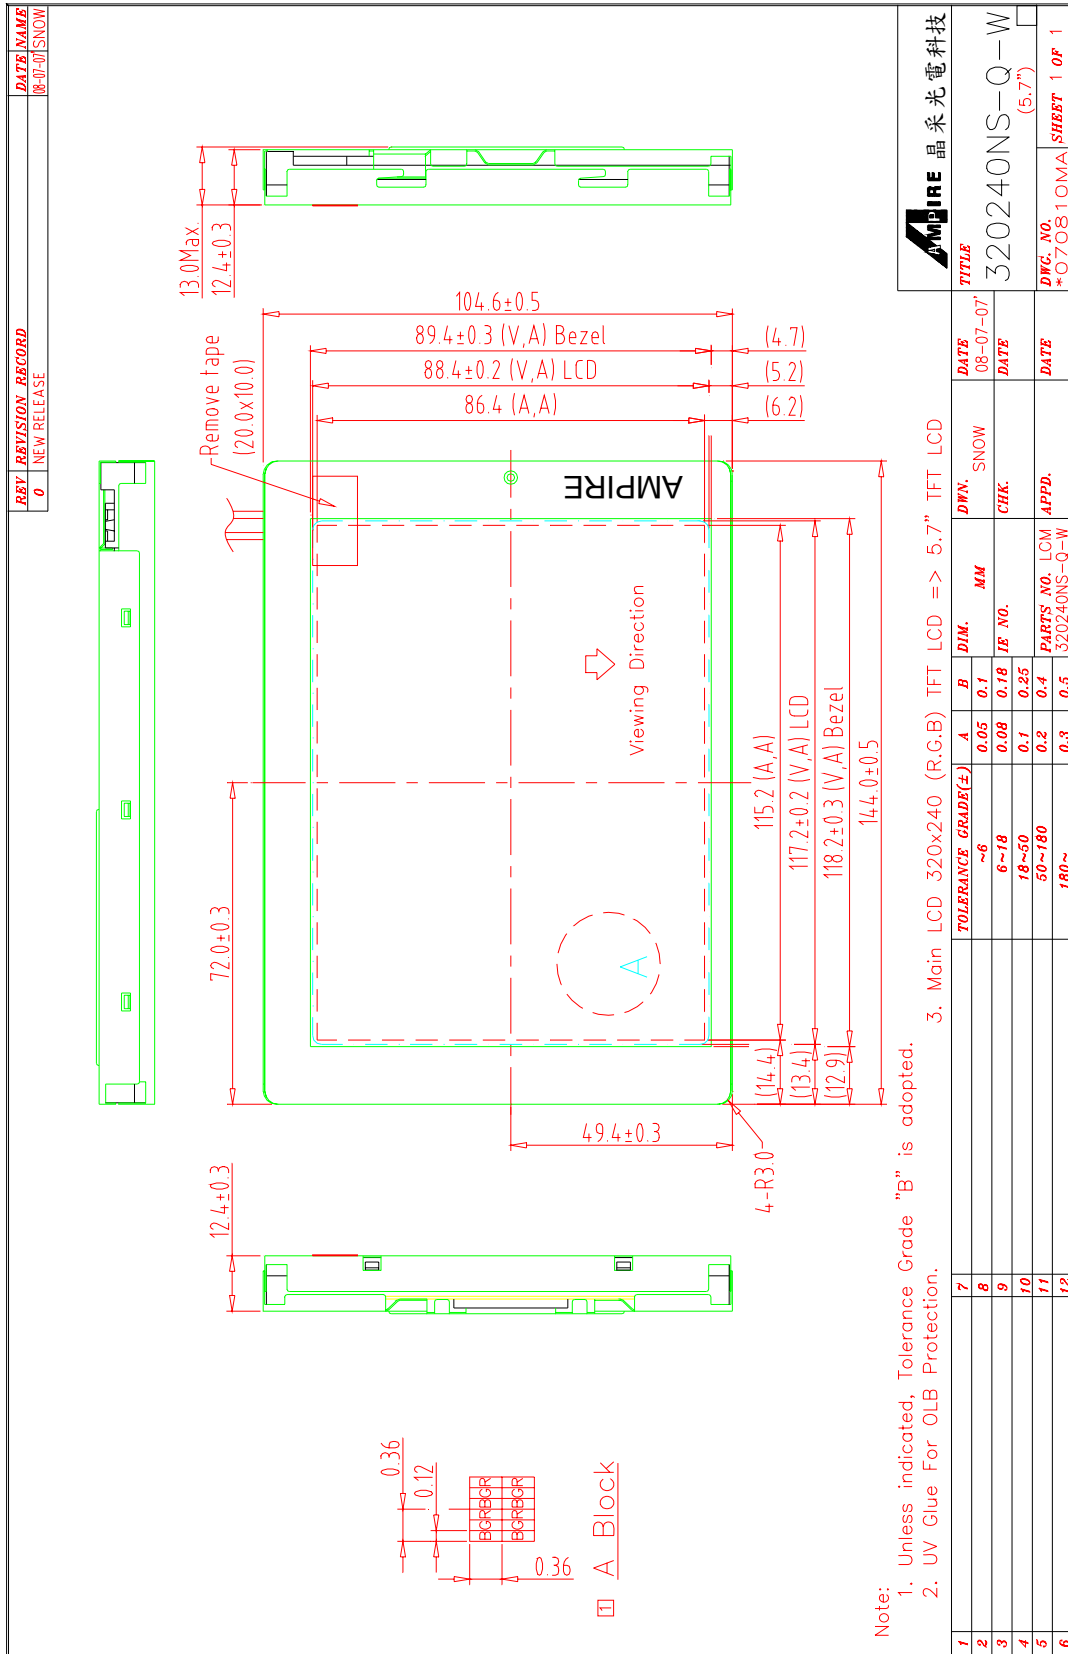 REV REVISION RECORD DATE NAME
0 NEW RELEASE 08-07-07' SNOW
13.0Max.
12.4±0.3
Remove tape
(20.0x10.0)
104.6±0.5
89.4±0.3 (V,A) Bezel
88.4±0.2 (V,A) LCD
86.4 (A,A)
(4.7)
(5.2)
(6.2)
AMPIRE
72.0±0.3
Viewing Direction
A
115.2 (A,A)
117.2±0.2 (V,A) LCD
118.2±0.3 (V,A) Bezel
144.0±0.5
(14.4)
(13.4)
(12.9)
49.4±0.3
4-R3.0
12.4±0.3
0.36
0.12
BGRBGR
BGRBGR
0.36
1 A Block
Note:
1. Unless indicated, Tolerance Grade "B" is adopted.
2. UV Glue For OLB Protection.
3. Main LCD 320x240 (R.G.B) TFT LCD => 5.7" TFT LCD
1 7
2 8
3 9
4 10
5 11
6 12
TOLERANCE GRADE(±) A B
~6 0.05 0.1
6~18 0.08 0.18
18~50 0.1 0.25
50~180 0.2 0.4
180~ 0.3 0.5
DIM. MM
IE NO.
PARTS NO. LCM
320240NS-Q-W
DWN. SNOW
CHK.
APPD.
DATE 08-07-07'
DATE
DATE
AMPIRE 晶采光電科技
TITLE
320240NS-Q-W
(5.7")
DWG. NO.
*070810MA
SHEET 1 OF 1